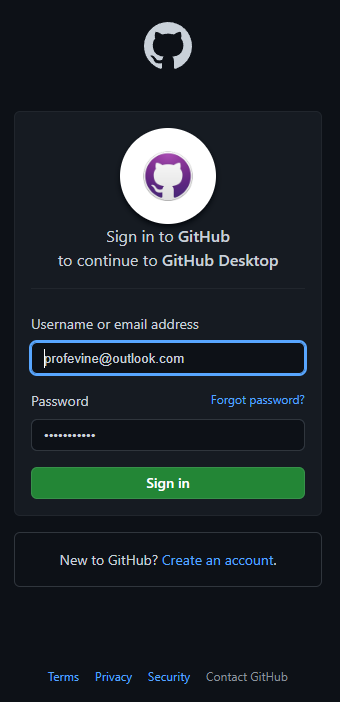 Sign in to GitHub
to continue to GitHub Desktop
Username or email address
profevine@outlook.com
Password Forgot password?
•••••••••••
Sign in
New to GitHub? Create an account.
Terms Privacy Security Contact GitHub